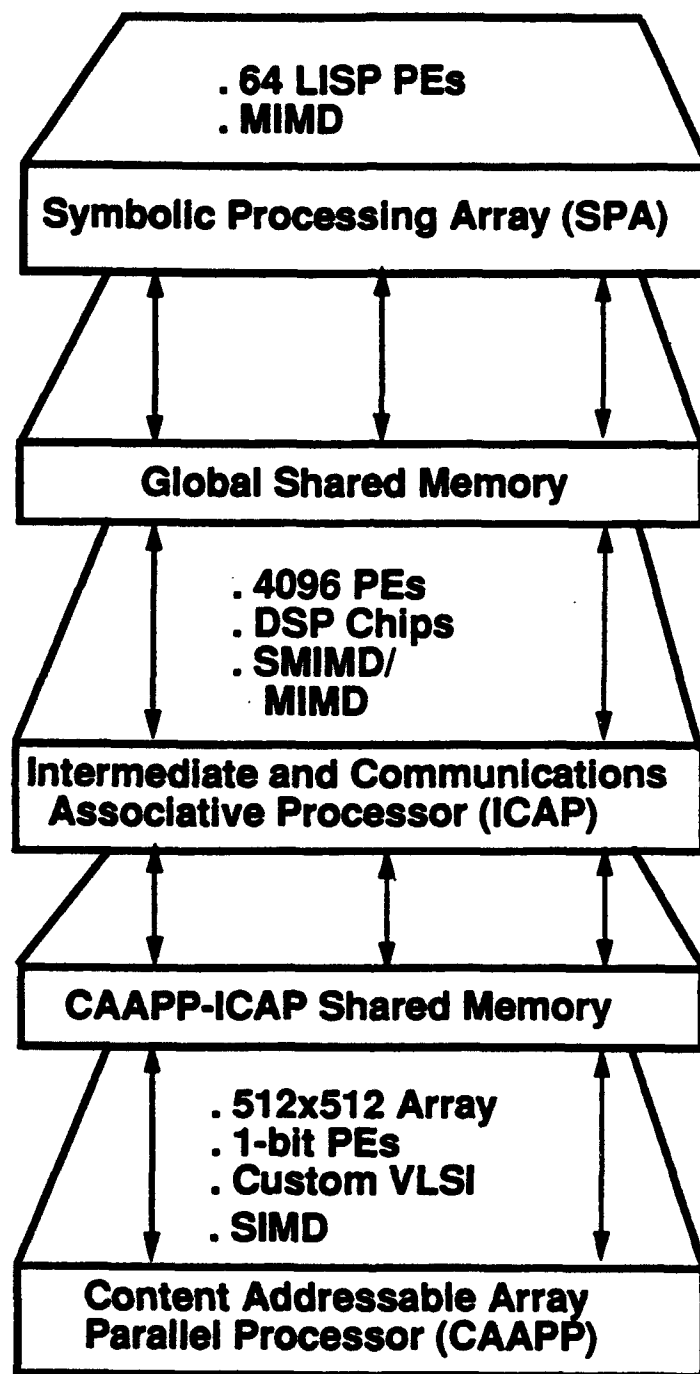 . 64 LISP PEs
. MIMD
Symbolic Processing Array (SPA)
Global Shared Memory
. 4096 PEs
. DSP Chips
. SMIMD/
MIMD
Intermediate and Communications
Associative Processor (ICAP)
CAAPP-ICAP Shared Memory
. 512x512 Array
. 1-bit PEs
. Custom VLSI
. SIMD
Content Addressable Array
Parallel Processor (CAAPP)